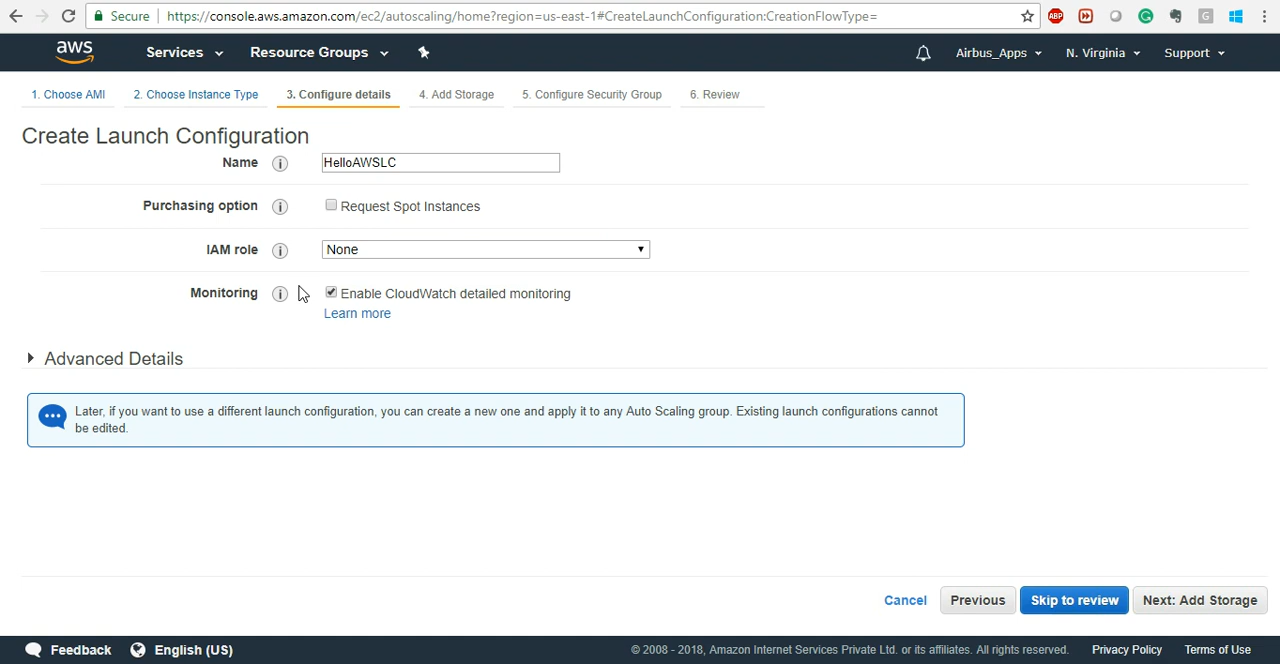 Secure https://console.aws.amazon.com/ec2/autoscaling/home?region=us-east-1#CreateLaunchConfiguration:CreationFlowType= ABP G G
aws Services Resource Groups Airbus_Apps N. Virginia Support
1. Choose AMI 2. Choose Instance Type 3. Configure details 4. Add Storage 5. Configure Security Group 6. Review
Create Launch Configuration
Name i HelloAWSLC
Purchasing option i Request Spot Instances
IAM role i None
Monitoring i Enable CloudWatch detailed monitoring
Learn more
Advanced Details
Later, if you want to use a different launch configuration, you can create a new one and apply it to any Auto Scaling group. Existing launch configurations cannot
be edited.
Cancel Previous Skip to review Next: Add Storage
Feedback English (US) © 2008 - 2018, Amazon Internet Services Private Ltd. or its affiliates. All rights reserved. Privacy Policy Terms of Use